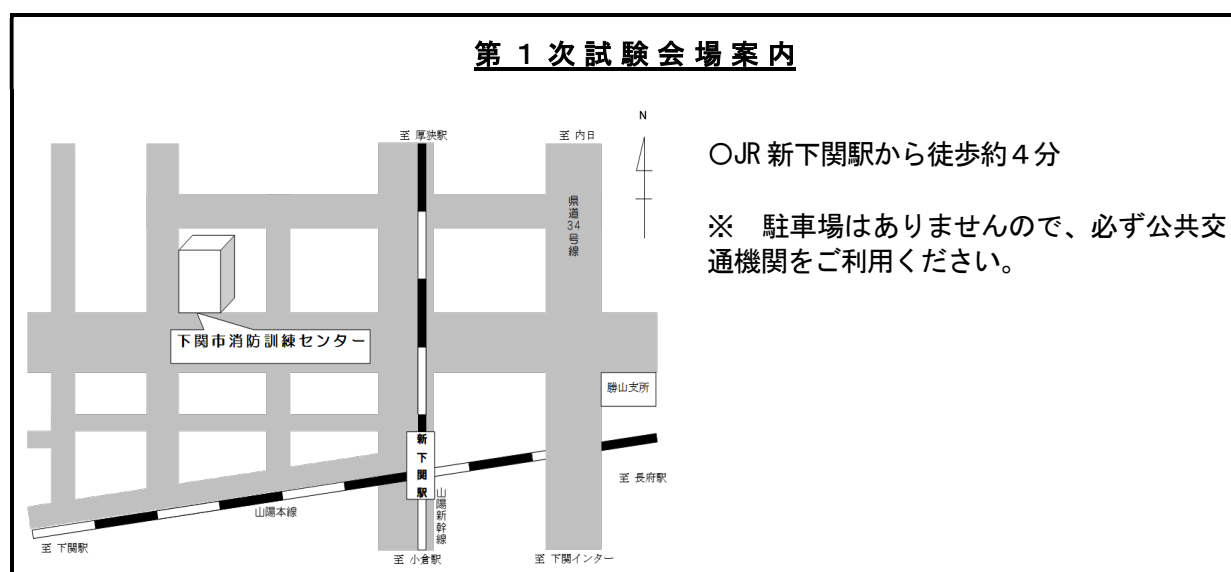 第１次試験会場案内
至 厚狭駅
至 内日
N
○JR 新下関駅から徒歩約４分
※　駐車場はありませんので、必ず公共交
通機関をご利用ください。
県道34号線
下関市消防訓練センター
勝山支所
新下関駅
至 長府駅
山陽本線
山陽新幹線
至 下関駅
至 小倉駅
至 下関インター